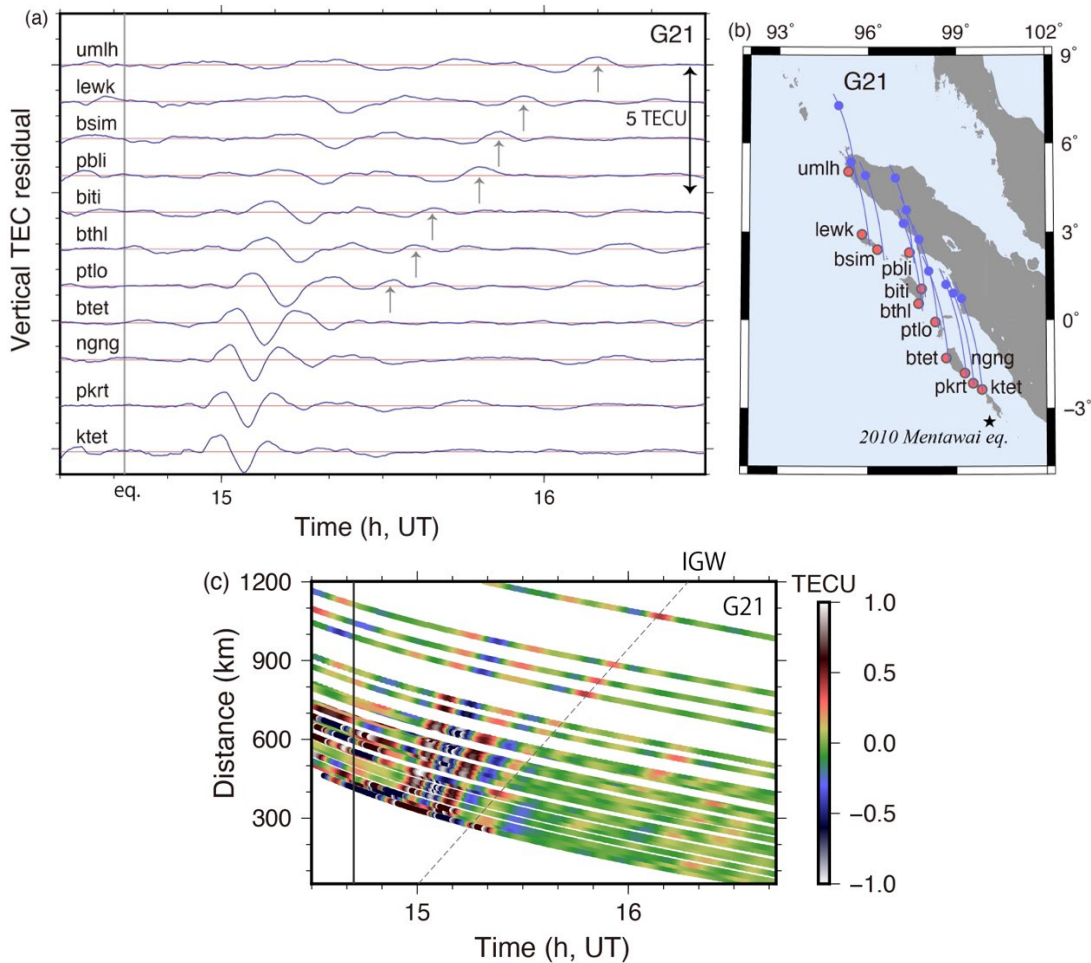 (a)
G21
umlh
lewk
bsim
pbli
biti
bthl
ptlo
btet
ngng
pkrt
ktet
5 TECU
Vertical TEC residual
eq.
15
16
Time (h, UT)
(b)
93°
96°
99°
102°
9°
6°
3°
0°
−3°
G21
umlh
lewk
bsim
pbli
biti
bthl
ptlo
btet
ngng
pkrt
ktet
2010 Mentawai eq.
(c)
IGW
G21
1200
900
600
300
Distance (km)
15
16
Time (h, UT)
TECU
1.0
0.5
0.0
−0.5
−1.0